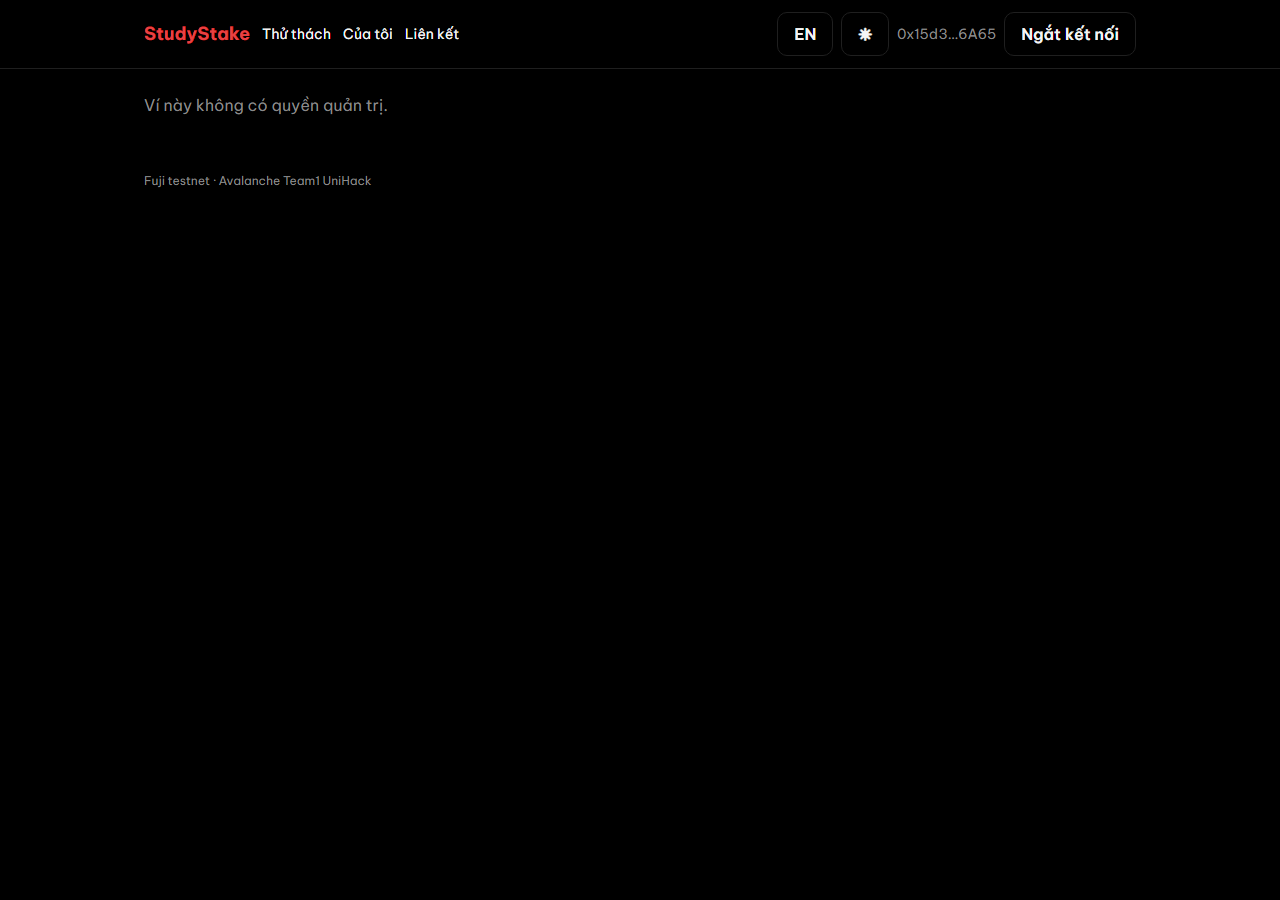 StudyStake Thử thách Của tôi Liên kết EN 0x15d3...6A65 Ngắt kết nối
Ví này không có quyền quản trị.
Fuji testnet · Avalanche Team1 UniHack